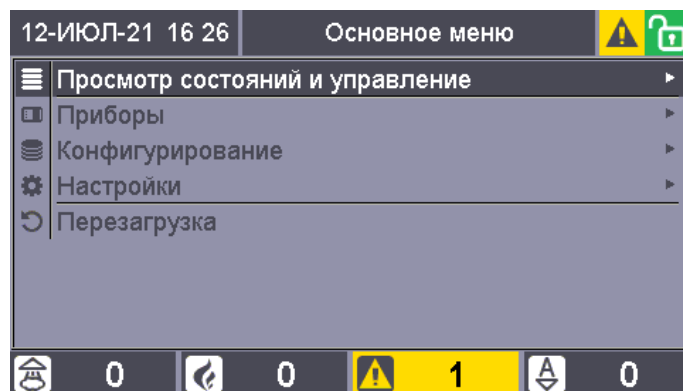 12-ИЮЛ-21 16 26 Основное меню
Просмотр состояний и управление
Приборы
Конфигурирование
Настройки
Перезагрузка
0 0 1 A 0